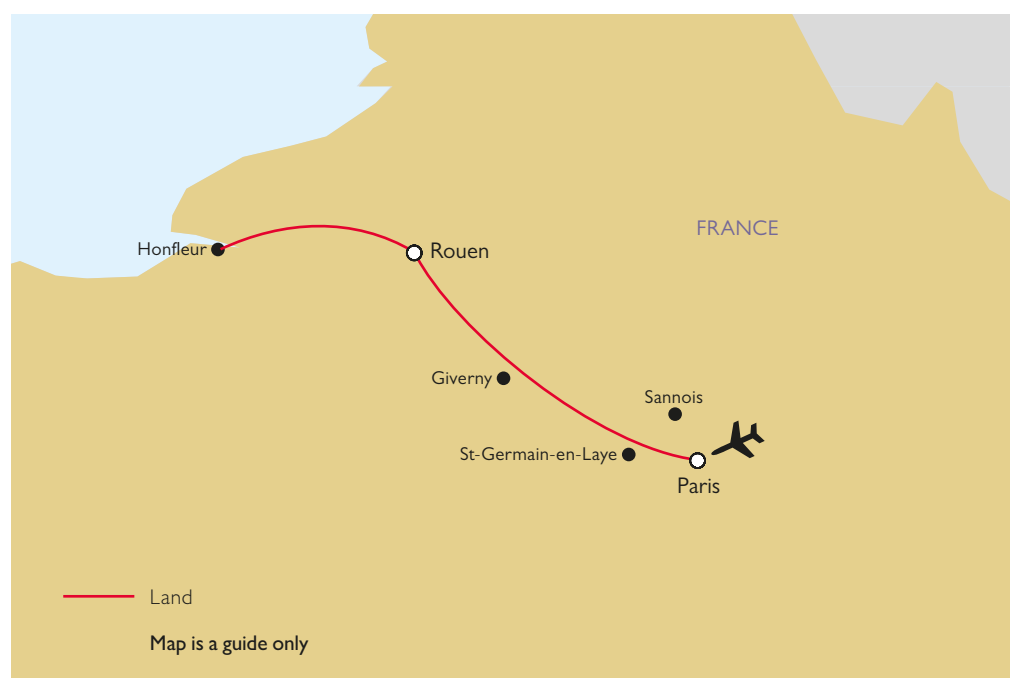 FRANCE
Honfleur
Rouen
Giverny
Sannois
St-Germain-en-Laye
Paris
Land
Map is a guide only